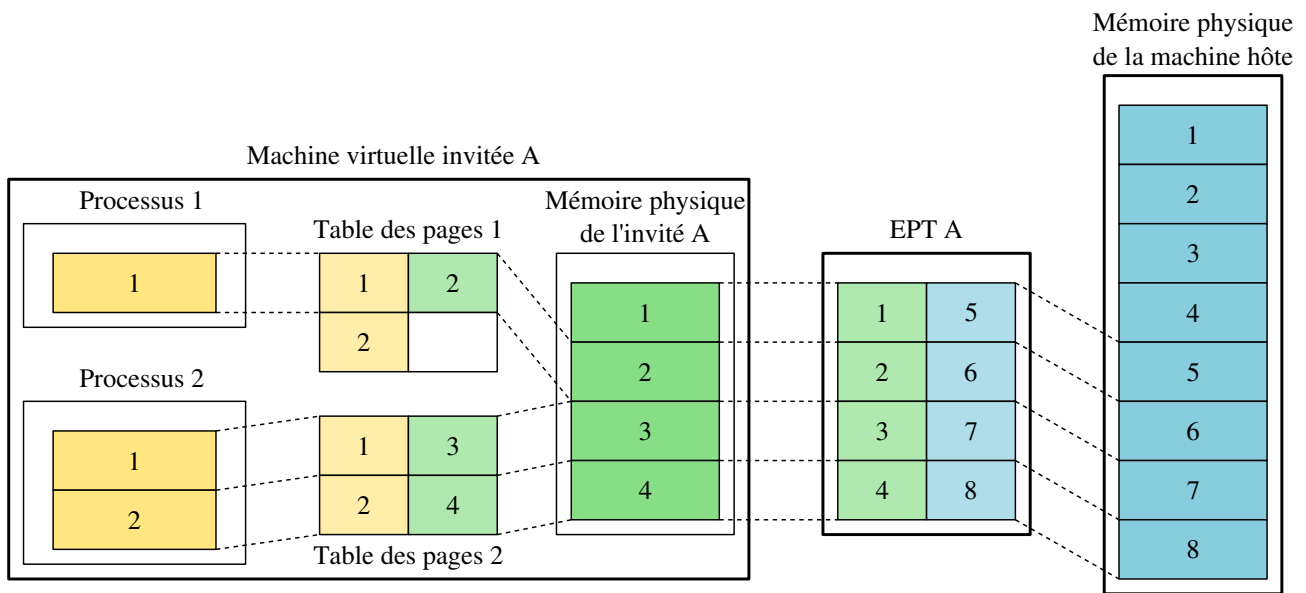 Mémoire physique
de la machine hôte
1
2
3
4
5
6
7
8
Machine virtuelle invitée A
Processus 1
1
Processus 2
1
2
Table des pages 1
1 2
2
1 3
2 4
Table des pages 2
Mémoire physique
de l'invité A
1
2
3
4
EPT A
1 5
2 6
3 7
4 8